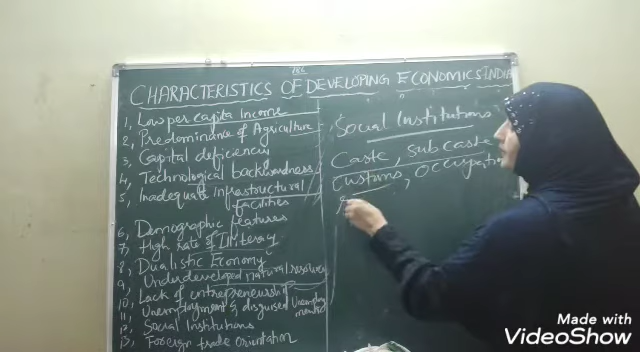 CHARACTERISTICS OF DEVELOPING ECONOMICS INDIA
1, Low per capita Income
2, Predominance of Agriculture
3, Capital deficiency
4, Technological backwardness
5, Inadequate Infrastructural
facilities
6, Demographic features
7, High Rate of Illiteracy
8, Dualistic Economy
9, Underdeveloped natural resources
10, Lack of entrepreneurship
11, Unemployment & disguised Unemployment
12, Social Institutions
13, Foreign trade orientation
Social Institutions
Caste, Sub caste
Customs, Occupation
Made with
VideoShow